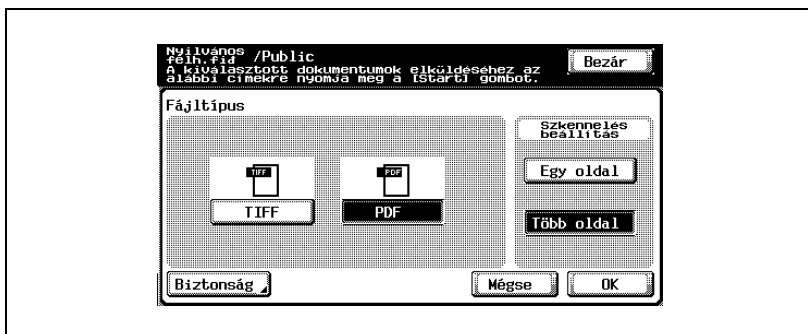 Nyilvános
felh.fió /Public
A kiválasztott dokumentumok elküldéséhez az
alábbi címekre nyomja meg a [Start] gombot.
Bezár
Fájltípus
Szkennelés
beállítás
TIFF
PDF
Egy oldal
TIFF
PDF
Több oldal
Biztonság
Mégse
OK